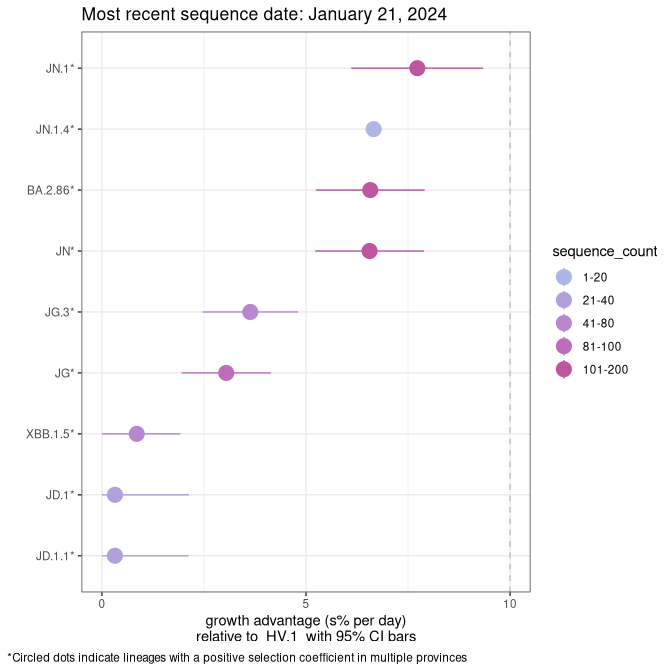 Most recent sequence date: January 21, 2024
JN.1*
JN.1.4*
BA.2.86*
JN*
JG.3*
JG*
XBB.1.5*
JD.1*
JD.1.1*
0
5
10
growth advantage (s% per day)
relative to  HV.1  with 95% CI bars
sequence_count
1-20
21-40
41-80
81-100
101-200
*Circled dots indicate lineages with a positive selection coefficient in multiple provinces